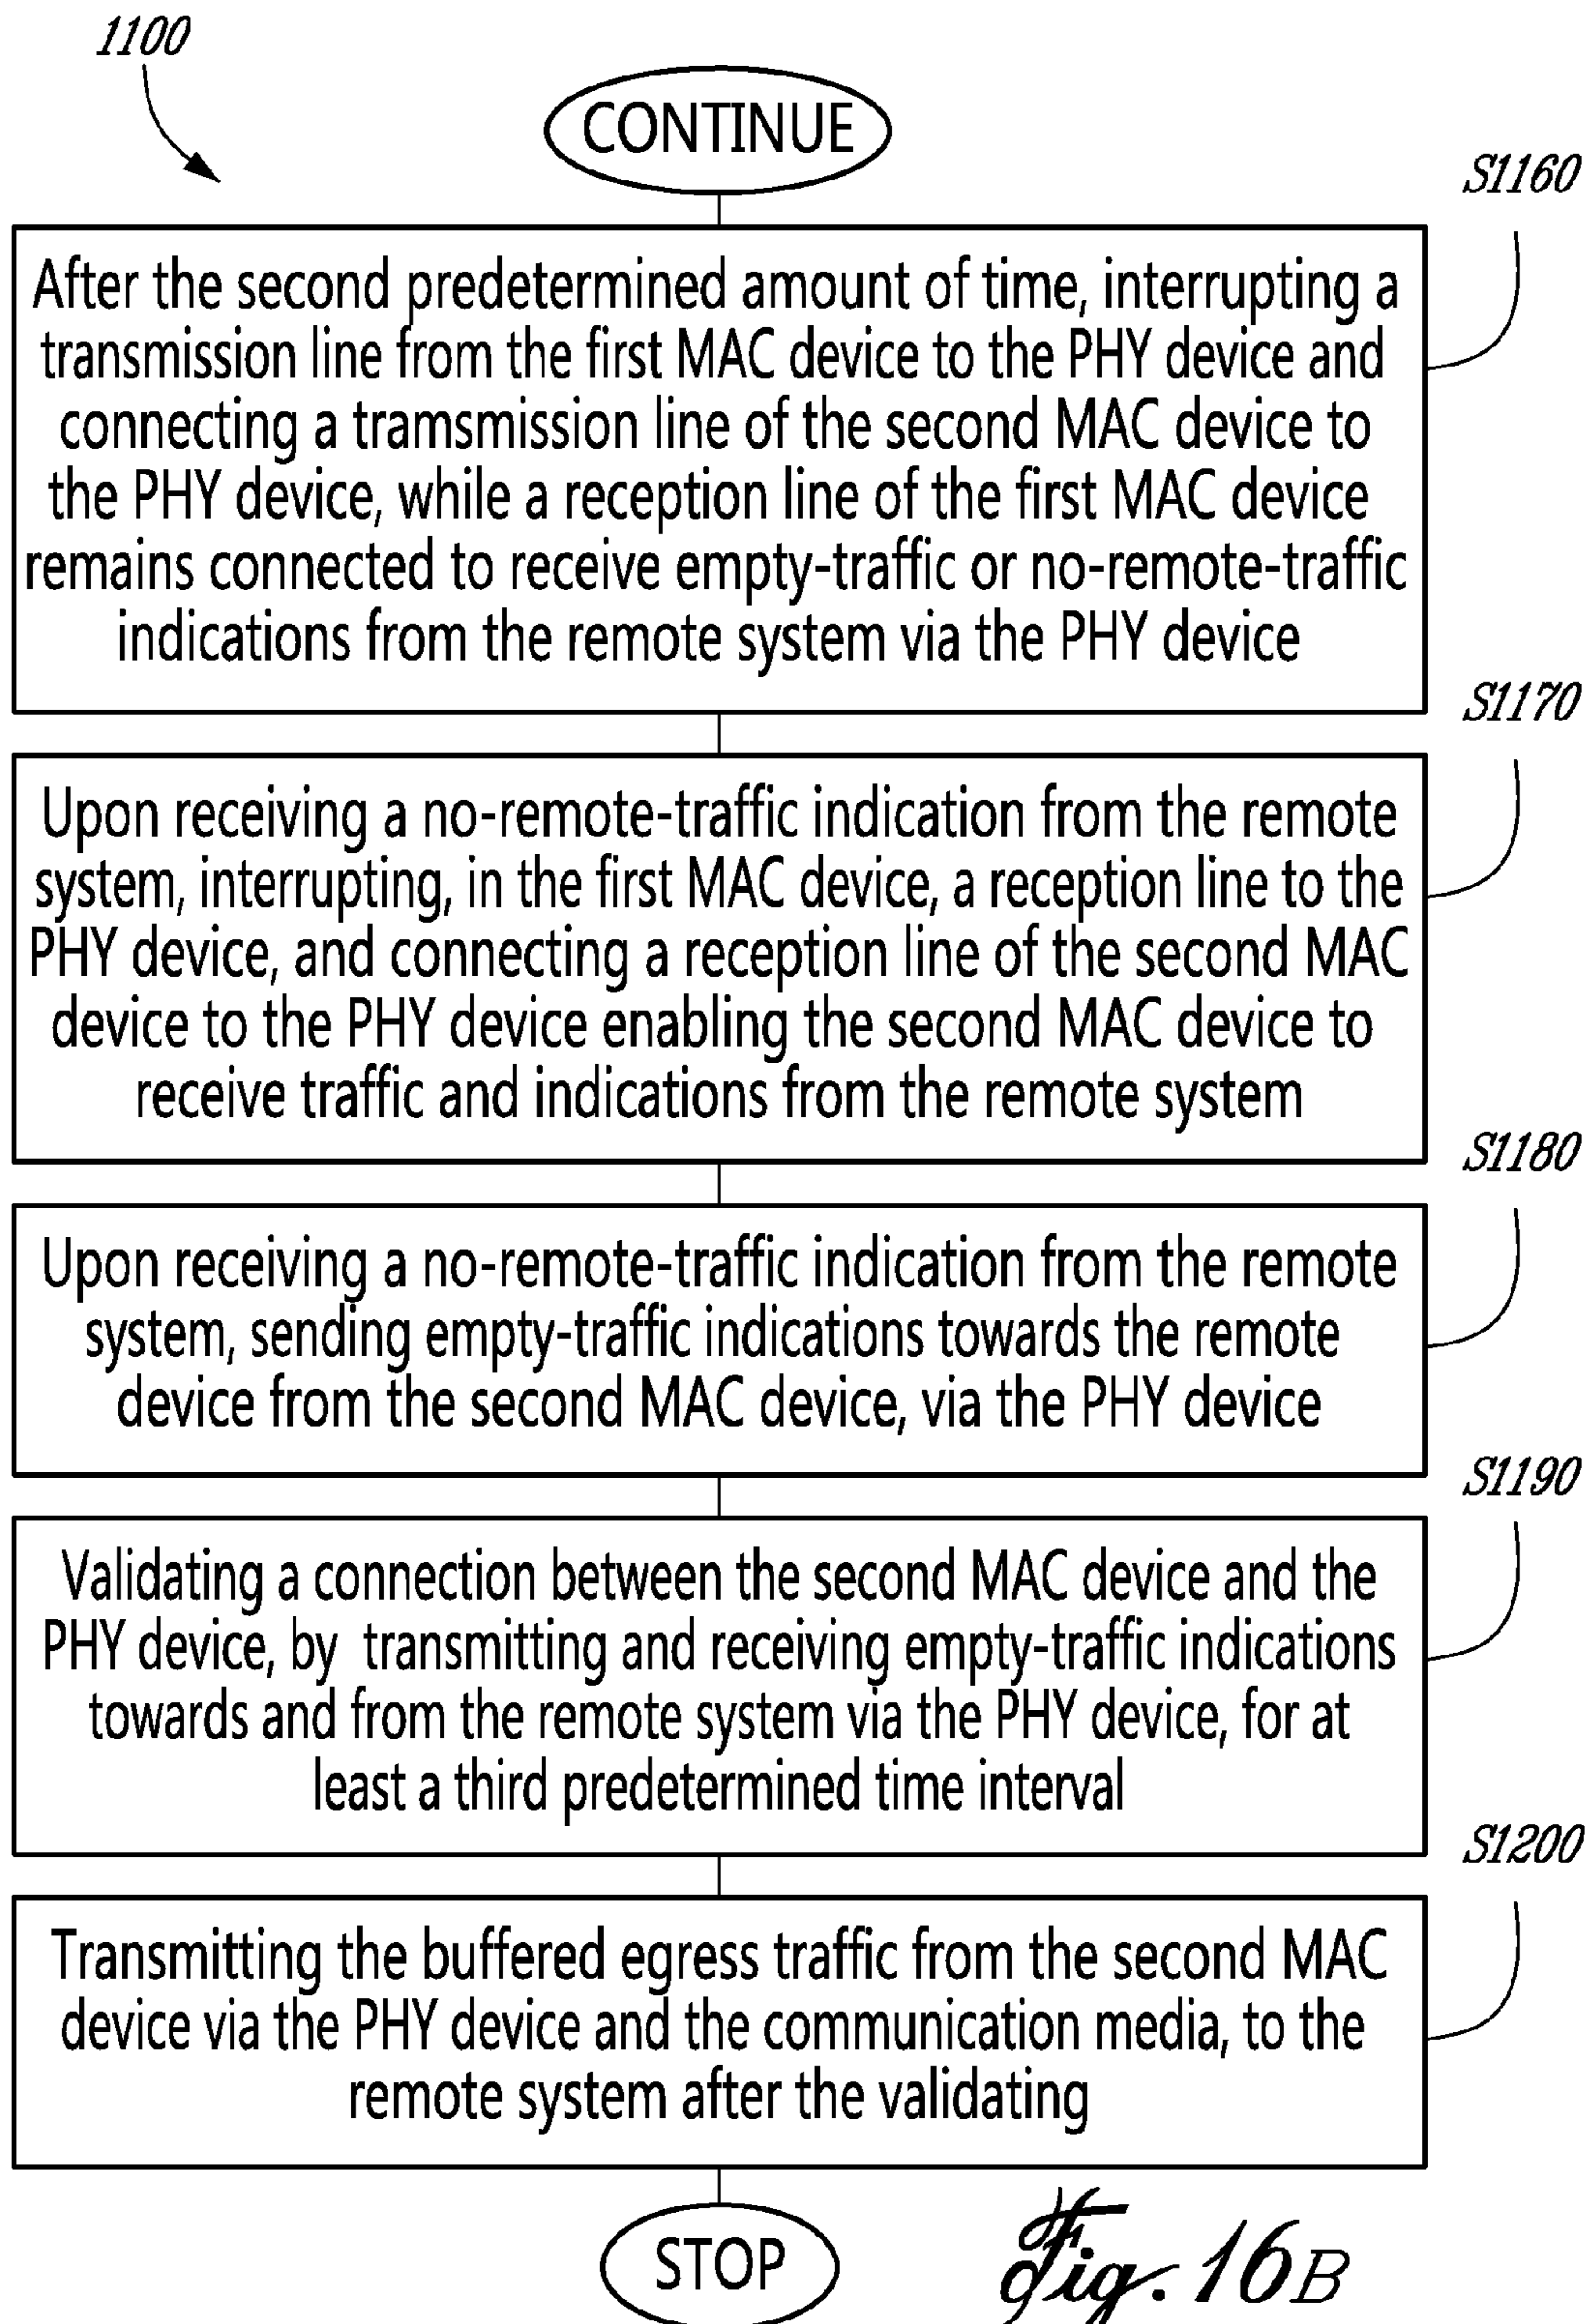 1100
CONTINUE
S1160
After the second predetermined amount of time, interrupting a
transmission line from the first MAC device to the PHY device and
connecting a tramsmission line of the second MAC device to
the PHY device, while a reception line of the first MAC device
remains connected to receive empty-traffic or no-remote-traffic
indications from the remote system via the PHY device
S1170
Upon receiving a no-remote-traffic indication from the remote
system, interrupting, in the first MAC device, a reception line to the
PHY device, and connecting a reception line of the second MAC
device to the PHY device enabling the second MAC device to
receive traffic and indications from the remote system
S1180
Upon receiving a no-remote-traffic indication from the remote
system, sending empty-traffic indications towards the remote
device from the second MAC device, via the PHY device
S1190
Validating a connection between the second MAC device and the
PHY device, by transmitting and receiving empty-traffic indications
towards and from the remote system via the PHY device, for at
least a third predetermined time interval
S1200
Transmitting the buffered egress traffic from the second MAC
device via the PHY device and the communication media, to the
remote system after the validating
STOP
Fig. 16B